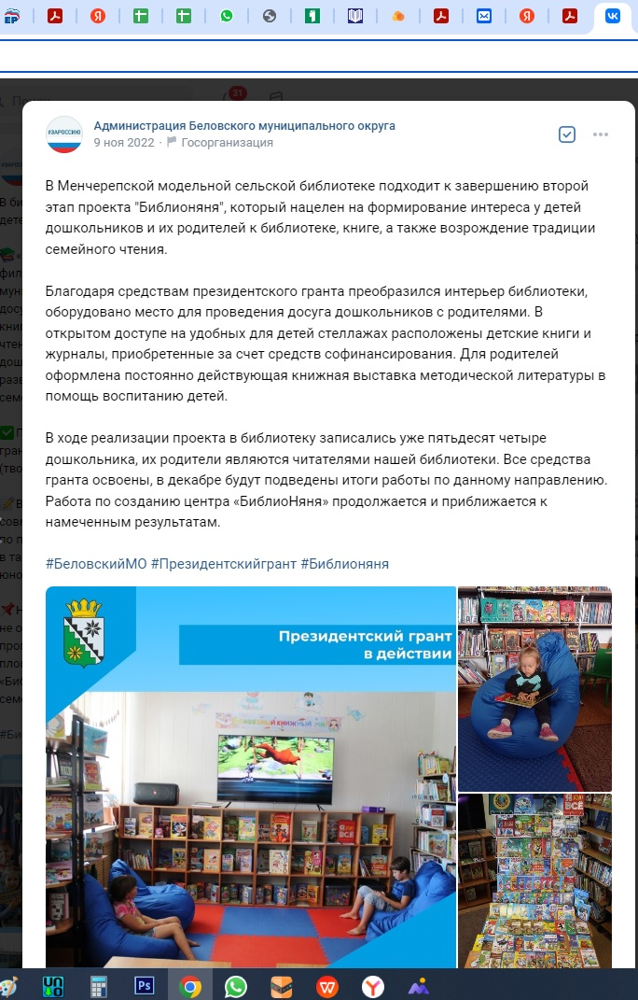 ЕР
31
#ЗАРОССИЮ
Администрация Беловского муниципального округа
9 ноя 2022 · Госорганизация
В Менчерепской модельной сельской библиотеке подходит к завершению второй
этап проекта "Библионяня", который нацелен на формирование интереса у детей
дошкольников и их родителей к библиотеке, книге, а также возрождение традиции
семейного чтения.
Благодаря средствам президентского гранта преобразился интерьер библиотеки,
оборудовано место для проведения досуга дошкольников с родителями. В
открытом доступе на удобных для детей стеллажах расположены детские книги и
журналы, приобретенные за счет средств софинансирования. Для родителей
оформлена постоянно действующая книжная выставка методической литературы в
помощь воспитанию детей.
В ходе реализации проекта в библиотеку записались уже пятьдесят четыре
дошкольника, их родители являются читателями нашей библиотеки. Все средства
гранта освоены, в декабре будут подведены итоги работы по данному направлению.
Работа по созданию центра «БиблиоНяня» продолжается и приближается к
намеченным результатам.
#БеловскийМО #Президентскийгрант #Библионяня
Президентский грант
в действии
ВСЕ
Ps